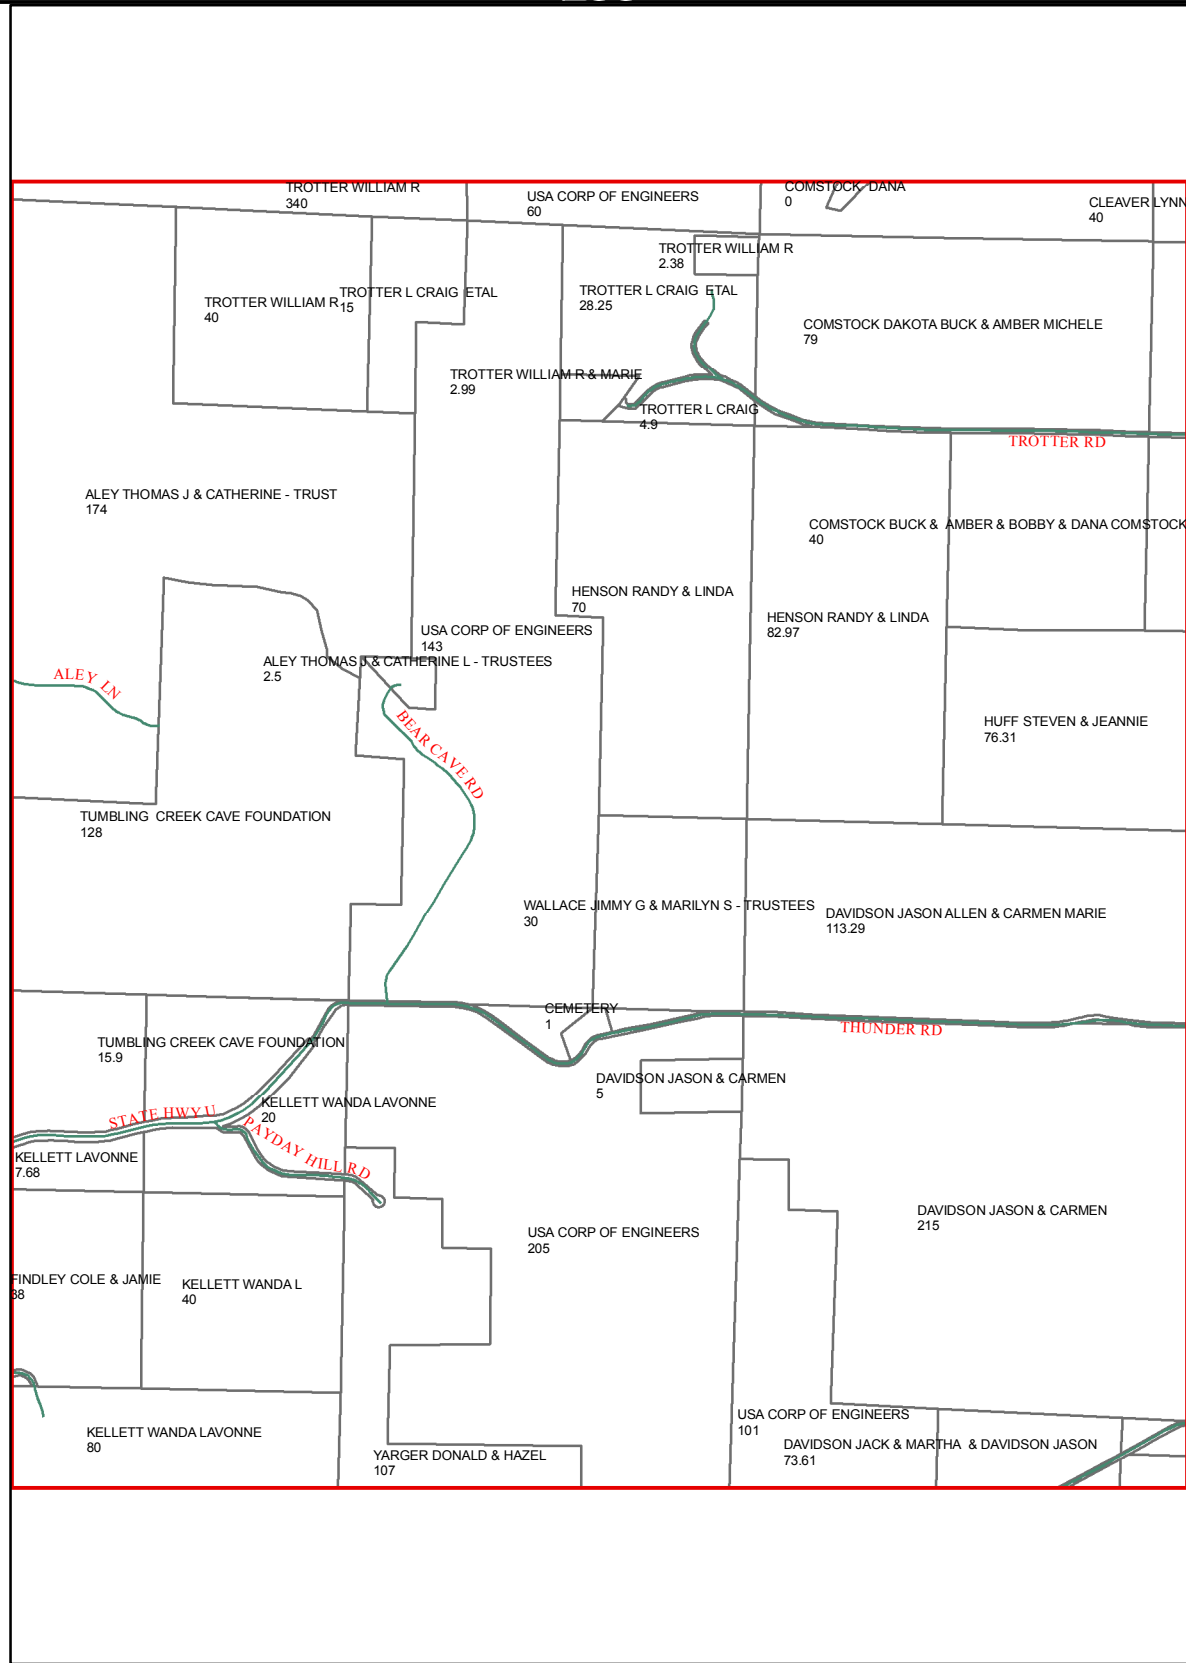 TROTTER WILLIAM R
340
USA CORP OF ENGINEERS
60
COMSTOCK DANA
0
CLEAVER LYNN
40
TROTTER WILLIAM R
2.38
TROTTER WILLIAM R
40
TROTTER L CRAIG ETAL
15
TROTTER L CRAIG ETAL
28.25
COMSTOCK DAKOTA BUCK & AMBER MICHELE
79
TROTTER WILLIAM R & MARIE
2.99
TROTTER L CRAIG
4.9
TROTTER RD
ALEY THOMAS J & CATHERINE - TRUST
174
COMSTOCK BUCK & AMBER & BOBBY & DANA COMSTOCK
40
HENSON RANDY & LINDA
70
HENSON RANDY & LINDA
82.97
USA CORP OF ENGINEERS
143
ALEY THOMAS J & CATHERINE L - TRUSTEES
2.5
ALEY LN
BEAR CAVE RD
HUFF STEVEN & JEANNIE
76.31
TUMBLING CREEK CAVE FOUNDATION
128
WALLACE JIMMY G & MARILYN S - TRUSTEES
30
DAVIDSON JASON ALLEN & CARMEN MARIE
113.29
CEMETERY
1
THUNDER RD
TUMBLING CREEK CAVE FOUNDATION
15.9
DAVIDSON JASON & CARMEN
5
KELLETT WANDA LAVONNE
20
STATE HWY U
PAYDAY HILL RD
KELLETT LAVONNE
7.68
DAVIDSON JASON & CARMEN
215
USA CORP OF ENGINEERS
205
FINDLEY COLE & JAMIE
38
KELLETT WANDA L
40
USA CORP OF ENGINEERS
101
KELLETT WANDA LAVONNE
80
DAVIDSON JACK & MARTHA & DAVIDSON JASON
73.61
YARGER DONALD & HAZEL
107